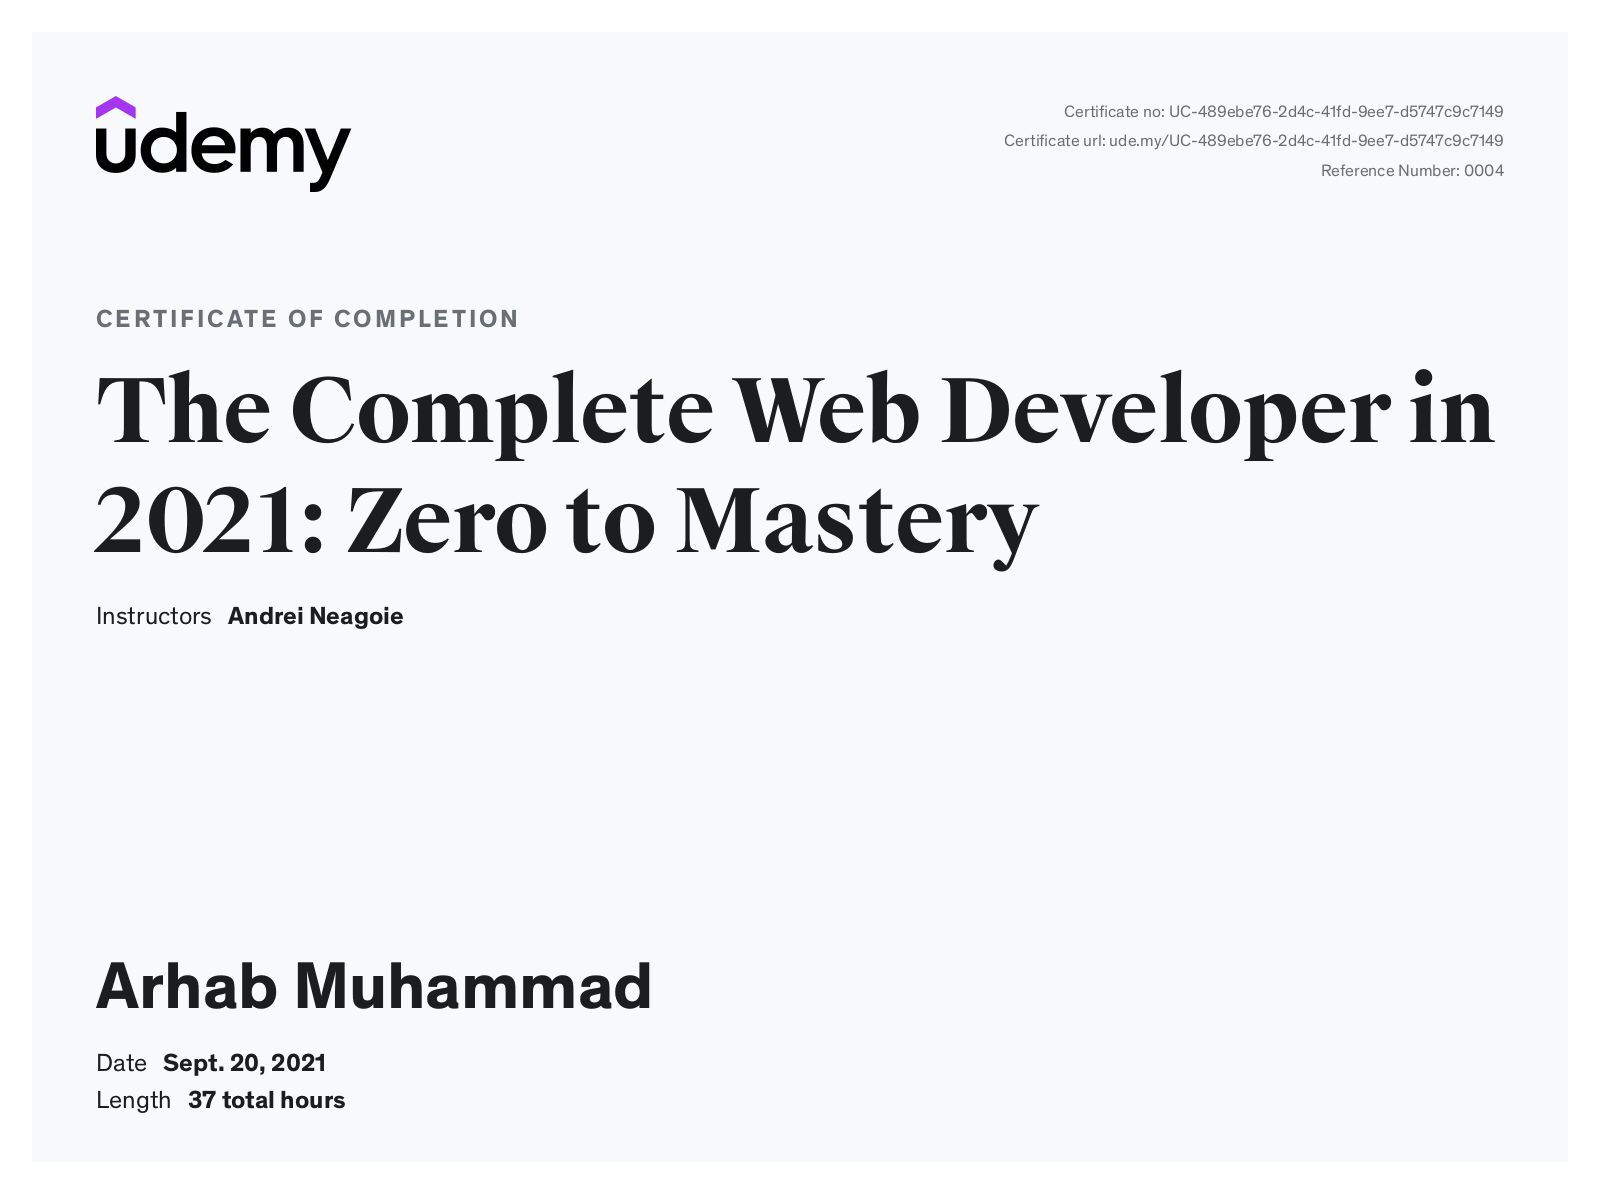 udemy
Certificate no: UC-489ebe76-2d4c-41fd-9ee7-d5747c9c7149
Certificate url: ude.my/UC-489ebe76-2d4c-41fd-9ee7-d5747c9c7149
Reference Number: 0004
CERTIFICATE OF COMPLETION
The Complete Web Developer in
2021: Zero to Mastery
Instructors Andrei Neagoie
Arhab Muhammad
Date Sept. 20, 2021
Length 37 total hours